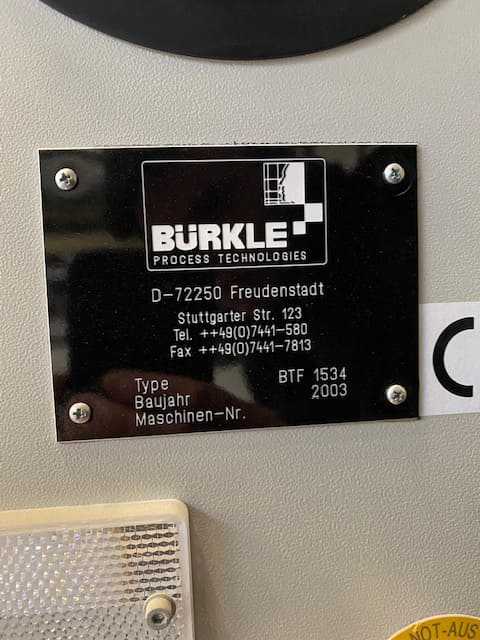 BÜRKLE
PROCESS TECHNOLOGIES
D-72250 Freudenstadt
Stuttgarter Str. 123
Tel. ++49(0)7441-580
Fax ++49(0)7441-7813
Type BTF 1534
Baujahr 2003
Maschinen-Nr.
C
NOT-AUS